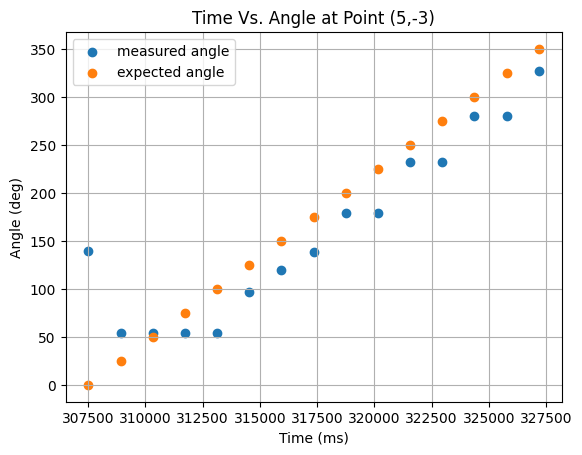 Time Vs. Angle at Point (5,-3)
measured angle
expected angle
350
300
250
200
150
100
50
0
Angle (deg)
307500 310000 312500 315000 317500 320000 322500 325000 327500
Time (ms)